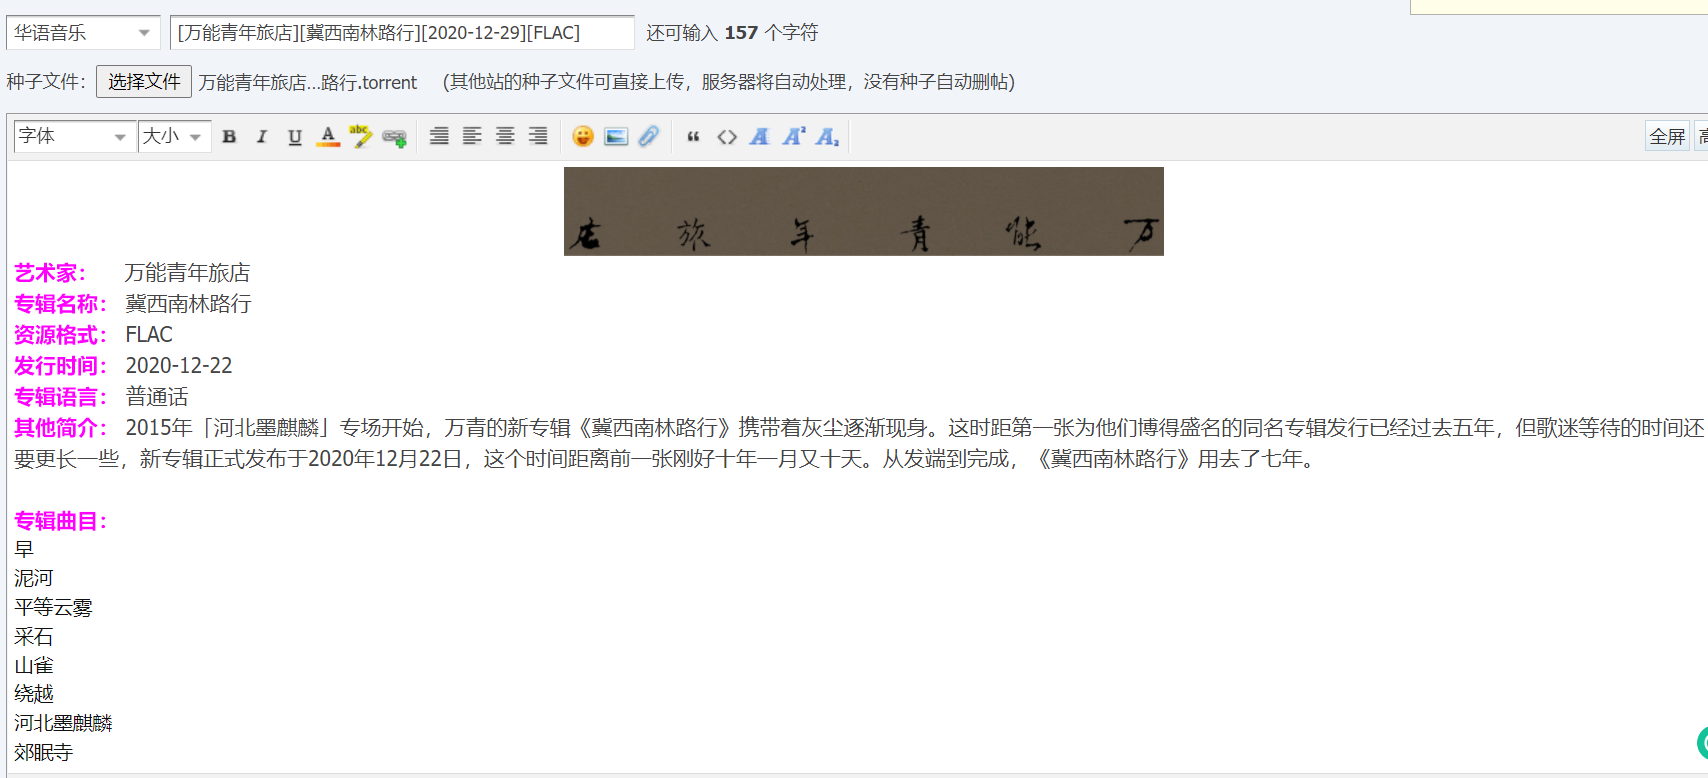 华语音乐 [万能青年旅店][冀西南林路行][2020-12-29][FLAC] 还可输入 157 个字符
种子文件： 选择文件 万能青年旅店...路行.torrent (其他站的种子文件可直接上传，服务器将自动处理，没有种子自动删帖)
字体 大小 B I U A abc “ <> A A² A₂ 全屏
店 旅 年 青 能 万
艺术家： 万能青年旅店
专辑名称： 冀西南林路行
资源格式： FLAC
发行时间： 2020-12-22
专辑语言： 普通话
其他简介： 2015年「河北墨麒麟」专场开始，万青的新专辑《冀西南林路行》携带着灰尘逐渐现身。这时距第一张为他们博得盛名的同名专辑发行已经过去五年，但歌迷等待的时间还
要更长一些，新专辑正式发布于2020年12月22日，这个时间距离前一张刚好十年一月又十天。从发端到完成，《冀西南林路行》用去了七年。
专辑曲目：
早
泥河
平等云雾
采石
山雀
绕越
河北墨麒麟
郊眠寺